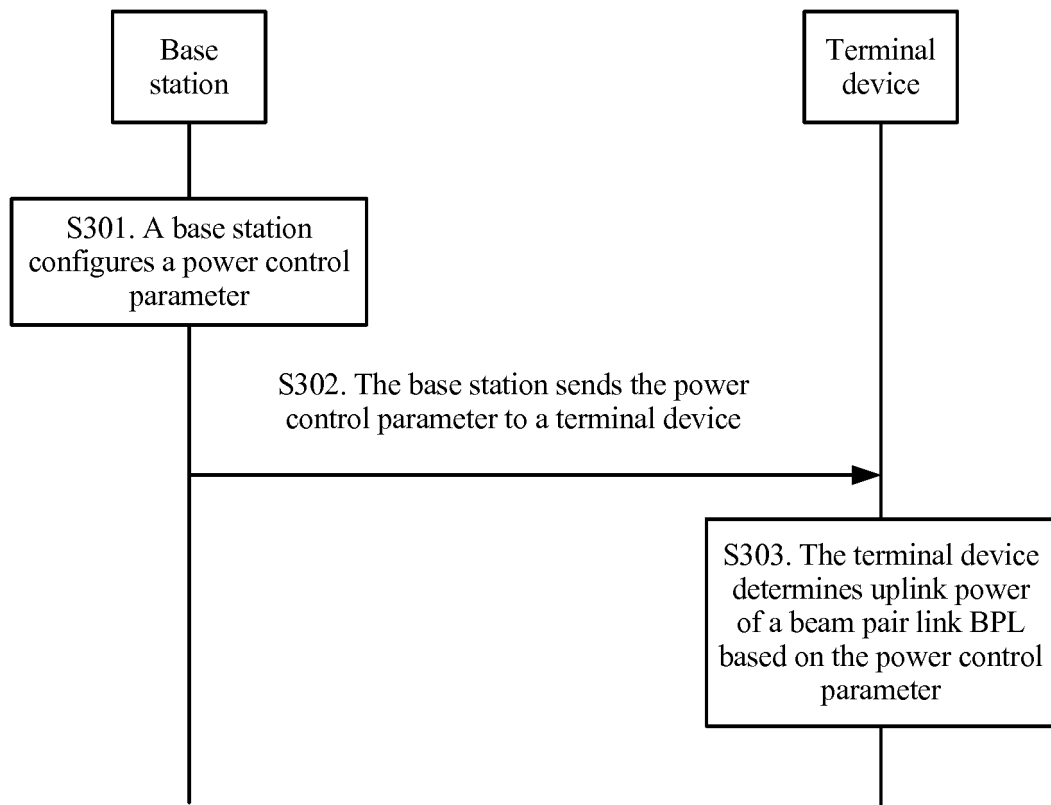 Base
station
Terminal
device
S301. A base station
configures a power control
parameter
S302. The base station sends the power
control parameter to a terminal device
S303. The terminal device
determines uplink power
of a beam pair link BPL
based on the power control
parameter